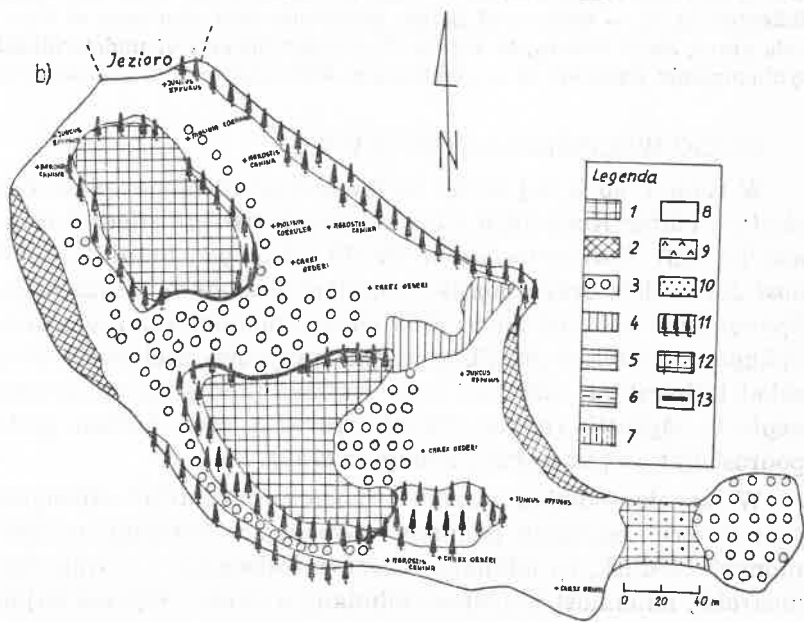 b)
Jezioro
+ JUNCUS EFFUSUS
+ JUNCUS EFFUSUS
+ MOLINIA COERULEA
+ AGROSTIS CANINA
+ AGROSTIS CANINA
+ MOLINIA COERULEA
+ AGROSTIS CANINA
+ CAREX OEDERI
+ CAREX OEDERI
+ JUNCUS EFFUSUS
+ CAREX OEDERI
+ JUNCUS EFFUSUS
+ AGROSTIS CANINA
+ CAREX OEDERI
+ CAREX OEDERI
N
Legenda
1 8
2 9
3 10
4 11
5 12
6 13
7
0 20 40 m